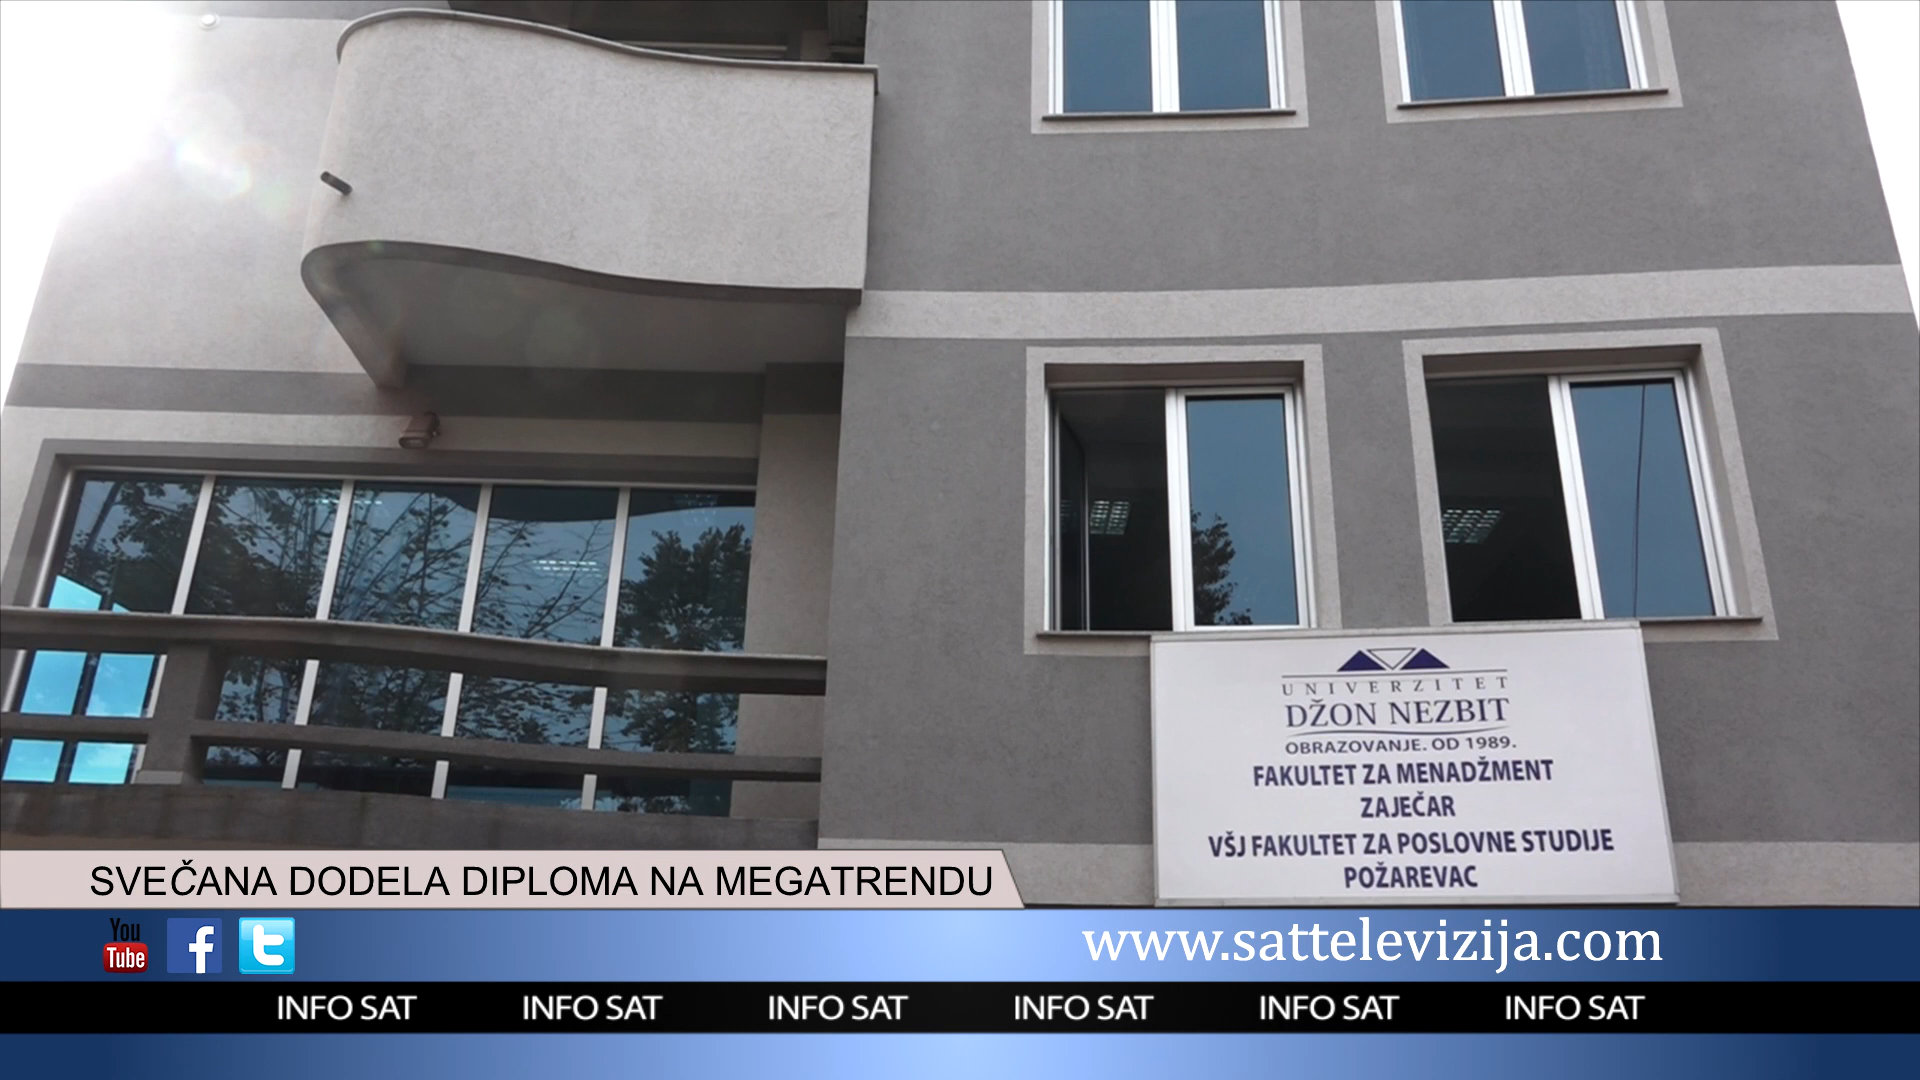 UNIVERZITET
DŽON NEZBIT
OBRAZOVANJE. OD 1989.
FAKULTET ZA MENADŽMENT
ZAJEČAR
VŠJ FAKULTET ZA POSLOVNE STUDIJE
POŽAREVAC
SVEČANA DODELA DIPLOMA NA MEGATRENDU
You Tube f t www.sattelevizija.com
INFO SAT INFO SAT INFO SAT INFO SAT INFO SAT INFO SAT